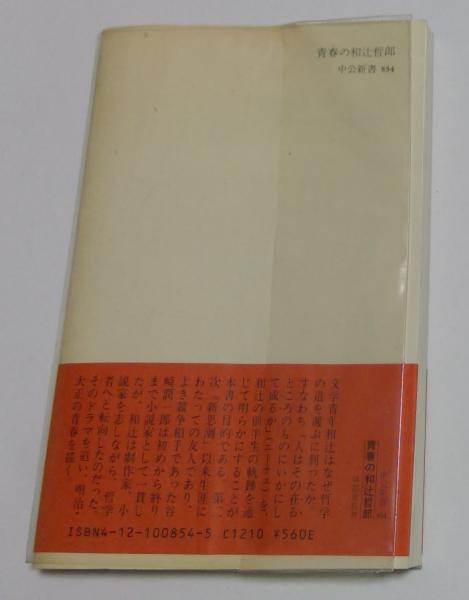 青春の和辻哲郎
中公新書 854
文学青年和辻はなぜ哲学
の道を選ぶに到ったか。
すなわち「人はその在る
ところのものにいかにし
て成るか」(ニーチェ)を、
和辻の前半生の軌跡を通
じて明らかにすることが
本書の目的である。第二
次『新思潮』以来生涯に
わたっての友人であり、
よき競争相手であった谷
崎潤一郎は初めから終り
まで小説家として一貫し
たが、和辻は劇作家、小
説家を志しながら、哲学
者へと転向したのだった。
そのドラマを追い、明治・
大正の青春を描く。
ISBN4-12-100854-5 C1210 ¥560E
中公新書 854
青春の和辻哲郎